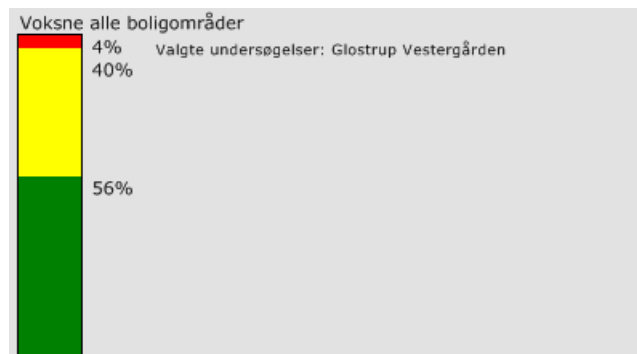 Voksne alle boligområder
4%
Valgte undersøgelser: Glostrup Vestergården
40%
56%